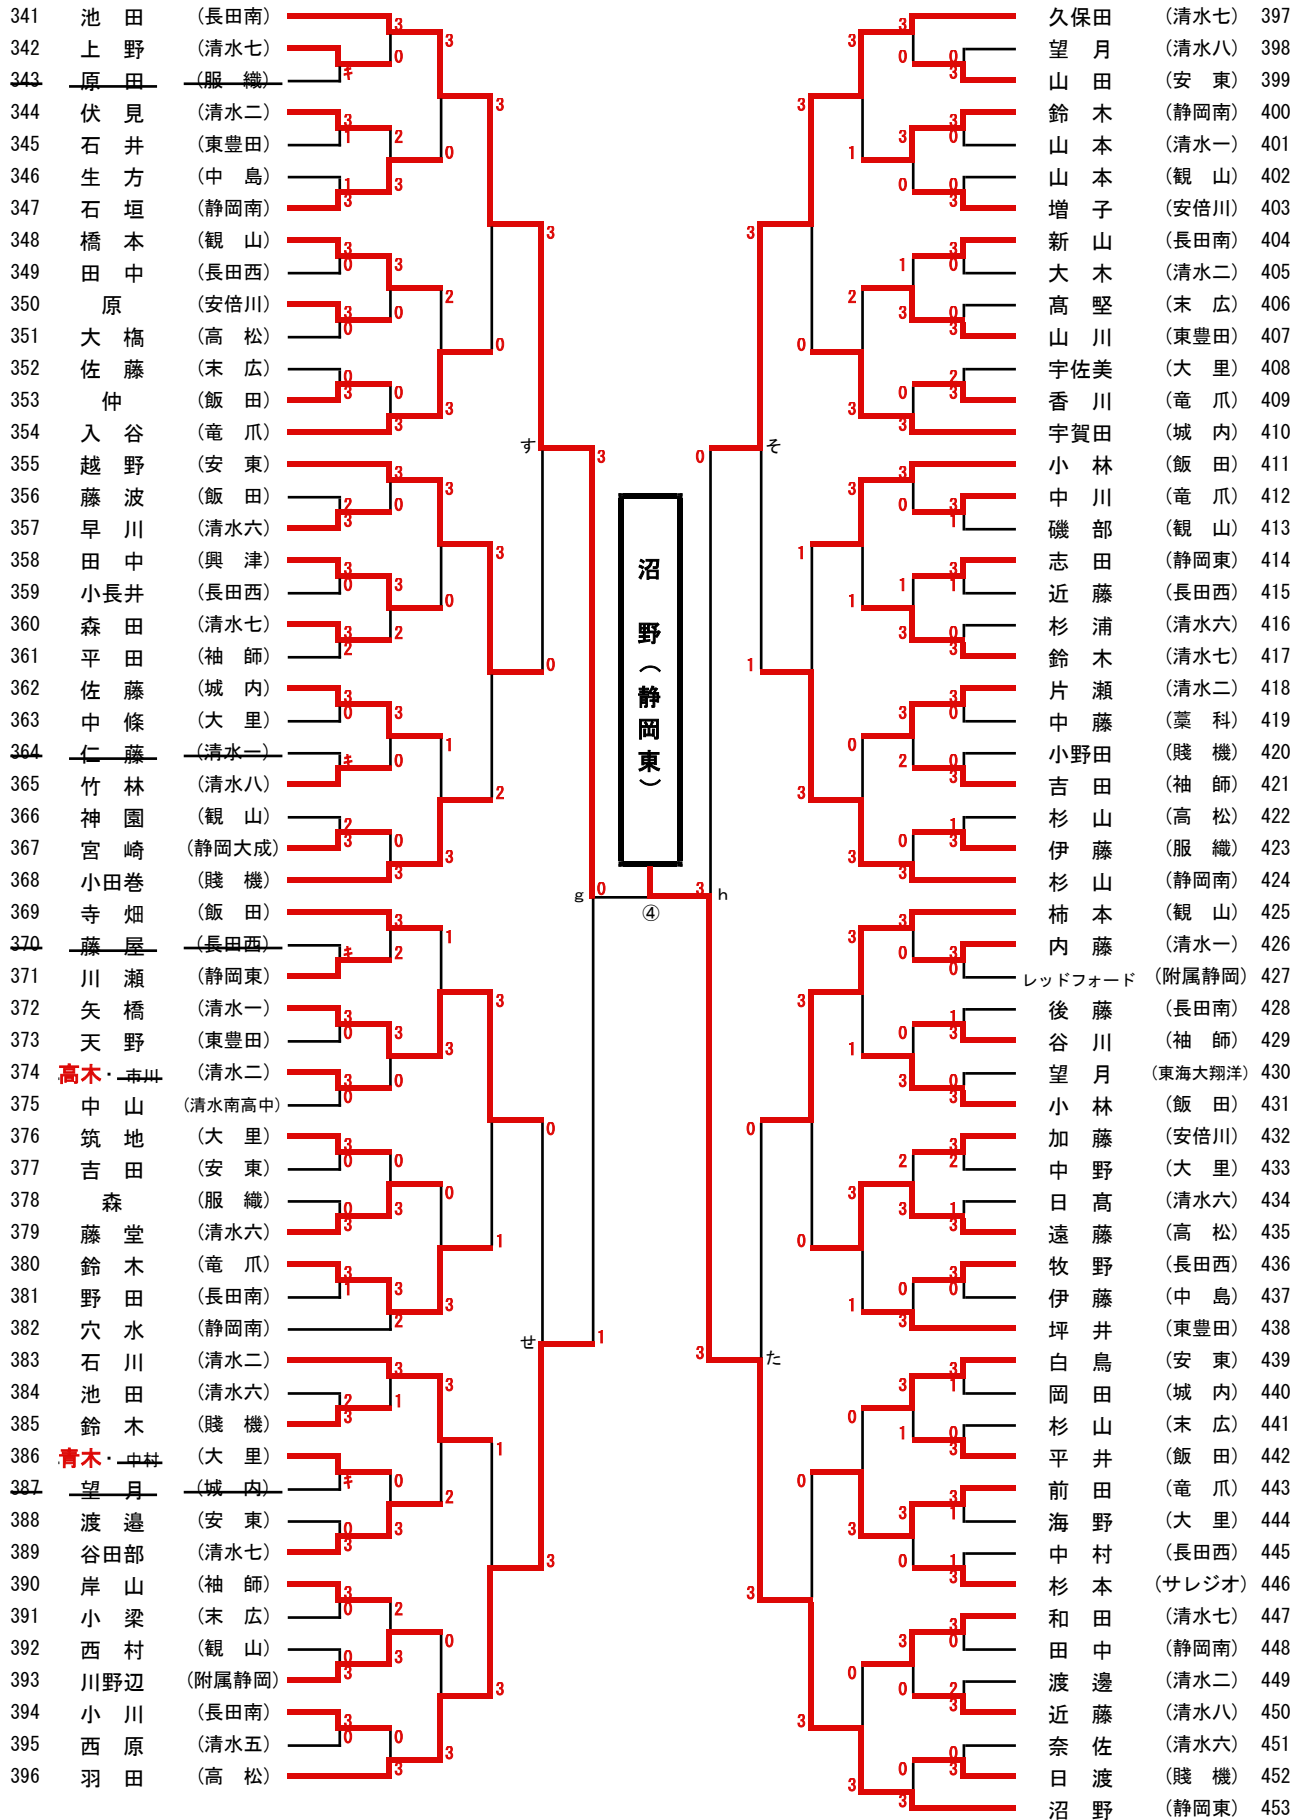 341 池田 (長田南)
342 上野 (清水七)
343 原田 (服織)
344 伏見 (清水二)
345 石井 (東豊田)
346 生方 (中島)
347 石垣 (静岡南)
348 橋本 (観山)
349 田中 (長田西)
350 原 (安倍川)
351 大橋 (高松)
352 佐藤 (末広)
353 仲 (飯田)
354 入谷 (竜爪)
355 越野 (安東)
356 藤波 (飯田)
357 早川 (清水六)
358 田中 (興津)
359 小長井 (長田西)
360 森田 (清水七)
361 平田 (袖師)
362 佐藤 (城内)
363 中條 (大里)
364 仁藤 (清水一)
365 竹林 (清水八)
366 神園 (観山)
367 宮崎 (静岡大成)
368 小田巻 (賤機)
369 寺畑 (飯田)
370 藤屋 (長田西)
371 川瀬 (静岡東)
372 矢橋 (清水一)
373 天野 (東豊田)
374 高木・市川 (清水二)
375 中山 (清水南高中)
376 筑地 (大里)
377 吉田 (安東)
378 森 (服織)
379 藤堂 (清水六)
380 鈴木 (竜爪)
381 野田 (長田南)
382 穴水 (静岡南)
383 石川 (清水二)
384 池田 (清水六)
385 鈴木 (賤機)
386 青木・中村 (大里)
387 望月 (城内)
388 渡邉 (安東)
389 谷田部 (清水七)
390 岸山 (袖師)
391 小梁 (末広)
392 西村 (観山)
393 川野辺 (附属静岡)
394 小川 (長田南)
395 西原 (清水五)
396 羽田 (高松)
す
せ
g
沼野(静岡東)
④
h
そ
た
久保田 (清水七) 397
望月 (清水八) 398
山田 (安東) 399
鈴木 (静岡南) 400
山本 (清水一) 401
山本 (観山) 402
増子 (安倍川) 403
新山 (長田南) 404
大木 (清水二) 405
髙堅 (末広) 406
山川 (東豊田) 407
宇佐美 (大里) 408
香川 (竜爪) 409
宇賀田 (城内) 410
小林 (飯田) 411
中川 (竜爪) 412
磯部 (観山) 413
志田 (静岡東) 414
近藤 (長田西) 415
杉浦 (清水六) 416
鈴木 (清水七) 417
片瀬 (清水二) 418
中藤 (藁科) 419
小野田 (賤機) 420
吉田 (袖師) 421
杉山 (高松) 422
伊藤 (服織) 423
杉山 (静岡南) 424
柿本 (観山) 425
内藤 (清水一) 426
レッドフォード (附属静岡) 427
後藤 (長田南) 428
谷川 (袖師) 429
望月 (東海大翔洋) 430
小林 (飯田) 431
加藤 (安倍川) 432
中野 (大里) 433
日髙 (清水六) 434
遠藤 (高松) 435
牧野 (長田西) 436
伊藤 (中島) 437
坪井 (東豊田) 438
白鳥 (安東) 439
岡田 (城内) 440
杉山 (末広) 441
平井 (飯田) 442
前田 (竜爪) 443
海野 (大里) 444
中村 (長田西) 445
杉本 (サレジオ) 446
和田 (清水七) 447
田中 (静岡南) 448
渡邊 (清水二) 449
近藤 (清水八) 450
奈佐 (清水六) 451
日渡 (賤機) 452
沼野 (静岡東) 453